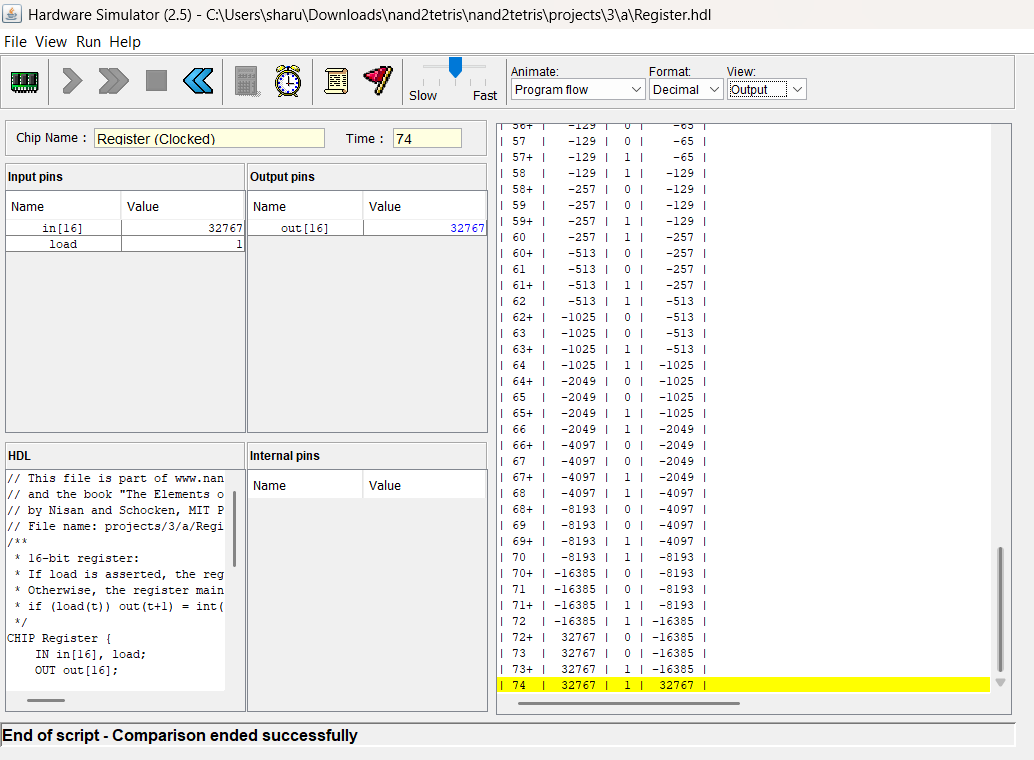 Hardware Simulator (2.5) - C:\Users\sharu\Downloads\nand2tetris\nand2tetris\projects\3\a\Register.hdl
File View Run Help
Slow Fast
Animate: Format: View:
Program flow Decimal Output
Chip Name : Register (Clocked) Time : 74
Input pins
Name Value
in[16] 32767
load 1
Output pins
Name Value
out[16] 32767
HDL
// This file is part of www.nan
// and the book "The Elements o
// by Nisan and Schocken, MIT P
// File name: projects/3/a/Regi
/**
* 16-bit register:
* If load is asserted, the reg
* Otherwise, the register main
* if (load(t)) out(t+1) = int(
*/
CHIP Register {
IN in[16], load;
OUT out[16];
Internal pins
Name Value
| 56+ | -129 | 0 | -65 |
| 57 | -129 | 0 | -65 |
| 57+ | -129 | 1 | -65 |
| 58 | -129 | 1 | -129 |
| 58+ | -257 | 0 | -129 |
| 59 | -257 | 0 | -129 |
| 59+ | -257 | 1 | -129 |
| 60 | -257 | 1 | -257 |
| 60+ | -513 | 0 | -257 |
| 61 | -513 | 0 | -257 |
| 61+ | -513 | 1 | -257 |
| 62 | -513 | 1 | -513 |
| 62+ | -1025 | 0 | -513 |
| 63 | -1025 | 0 | -513 |
| 63+ | -1025 | 1 | -513 |
| 64 | -1025 | 1 | -1025 |
| 64+ | -2049 | 0 | -1025 |
| 65 | -2049 | 0 | -1025 |
| 65+ | -2049 | 1 | -1025 |
| 66 | -2049 | 1 | -2049 |
| 66+ | -4097 | 0 | -2049 |
| 67 | -4097 | 0 | -2049 |
| 67+ | -4097 | 1 | -2049 |
| 68 | -4097 | 1 | -4097 |
| 68+ | -8193 | 0 | -4097 |
| 69 | -8193 | 0 | -4097 |
| 69+ | -8193 | 1 | -4097 |
| 70 | -8193 | 1 | -8193 |
| 70+ | -16385 | 0 | -8193 |
| 71 | -16385 | 0 | -8193 |
| 71+ | -16385 | 1 | -8193 |
| 72 | -16385 | 1 | -16385 |
| 72+ | 32767 | 0 | -16385 |
| 73 | 32767 | 0 | -16385 |
| 73+ | 32767 | 1 | -16385 |
| 74 | 32767 | 1 | 32767 |
End of script - Comparison ended successfully